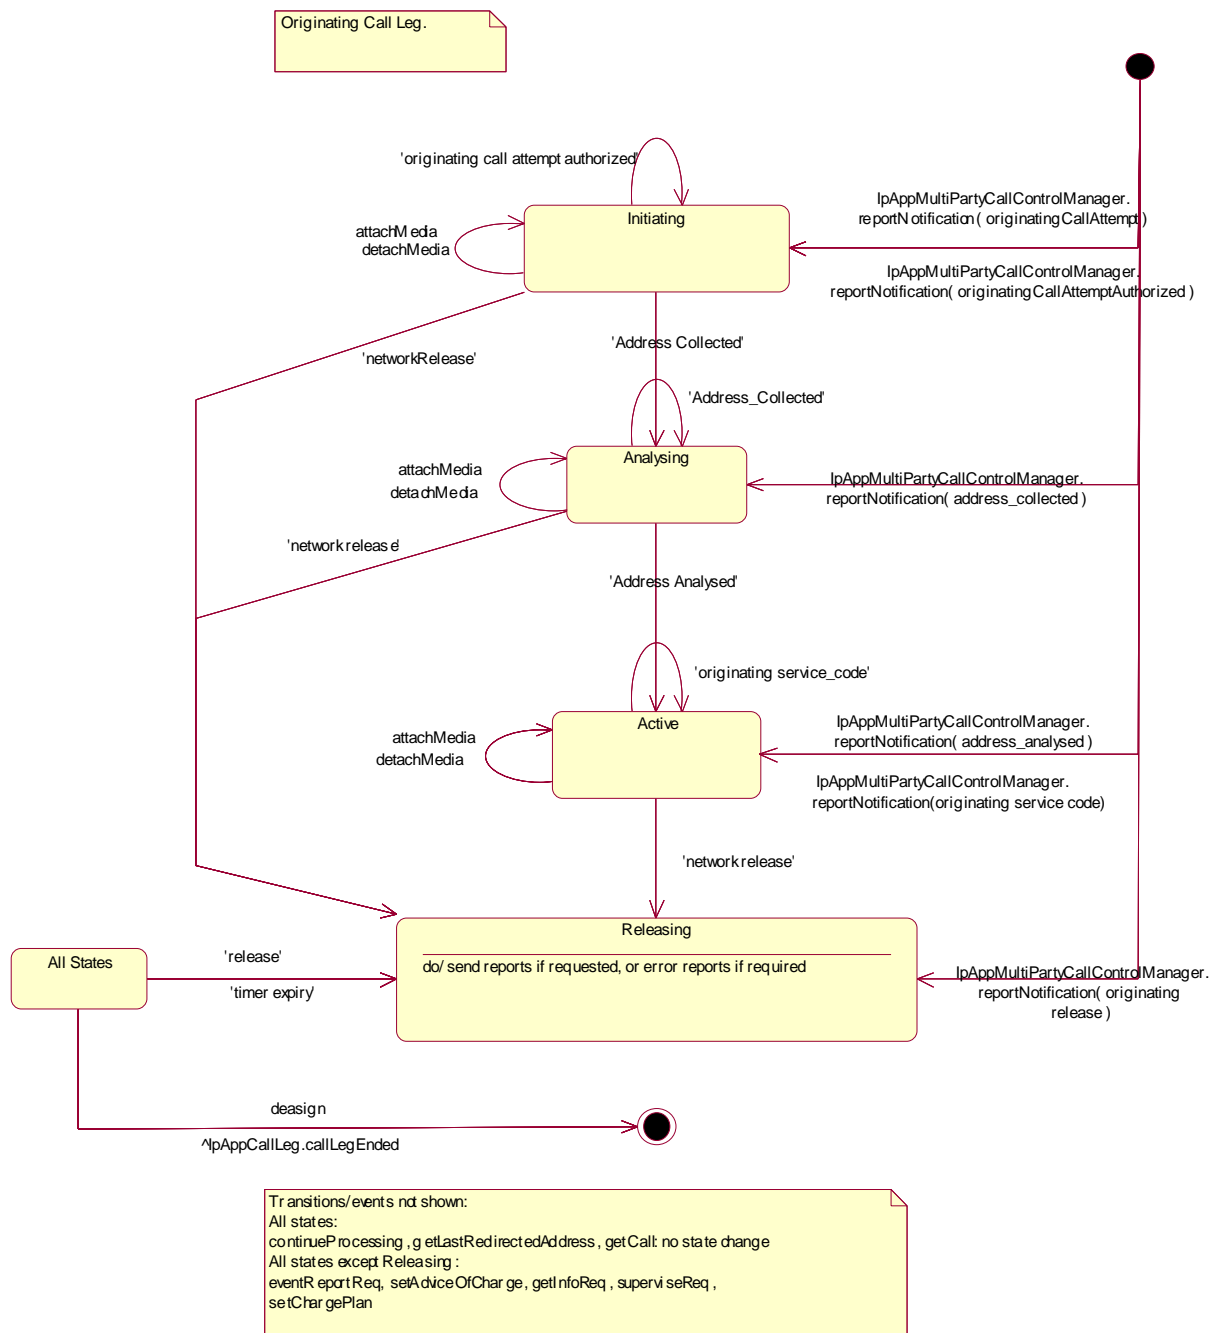 Originating Call Leg.
'originating call attempt authorized'
IpAppMultiPartyCallControlManager.
reportNotification( originatingCallAttempt )
Initiating
attachMedia
detachMedia
IpAppMultiPartyCallControlManager.
reportNotification( originatingCallAttemptAuthorized )
'Address Collected'
'networkRelease'
'Address_Collected'
Analysing
attachMedia
detachMedia
IpAppMultiPartyCallControlManager.
reportNotification( address_collected )
'network release'
'Address Analysed'
'originating service_code'
Active
attachMedia
detachMedia
IpAppMultiPartyCallControlManager.
reportNotification( address_analysed )
IpAppMultiPartyCallControlManager.
reportNotification(originating service code)
'network release'
Releasing
do/ send reports if requested, or error reports if required
All States
'release'
'timer expiry'
IpAppMultiPartyCallControlManager.
reportNotification( originating
release )
deasign
^IpAppCallLeg.callLegEnded
Transitions/events not shown:
All states:
continueProcessing, getLastRedirectedAddress, getCall: no state change
All states except Releasing:
eventReportReq, setAdviceOfCharge, getInfoReq, superviseReq,
setChargePlan